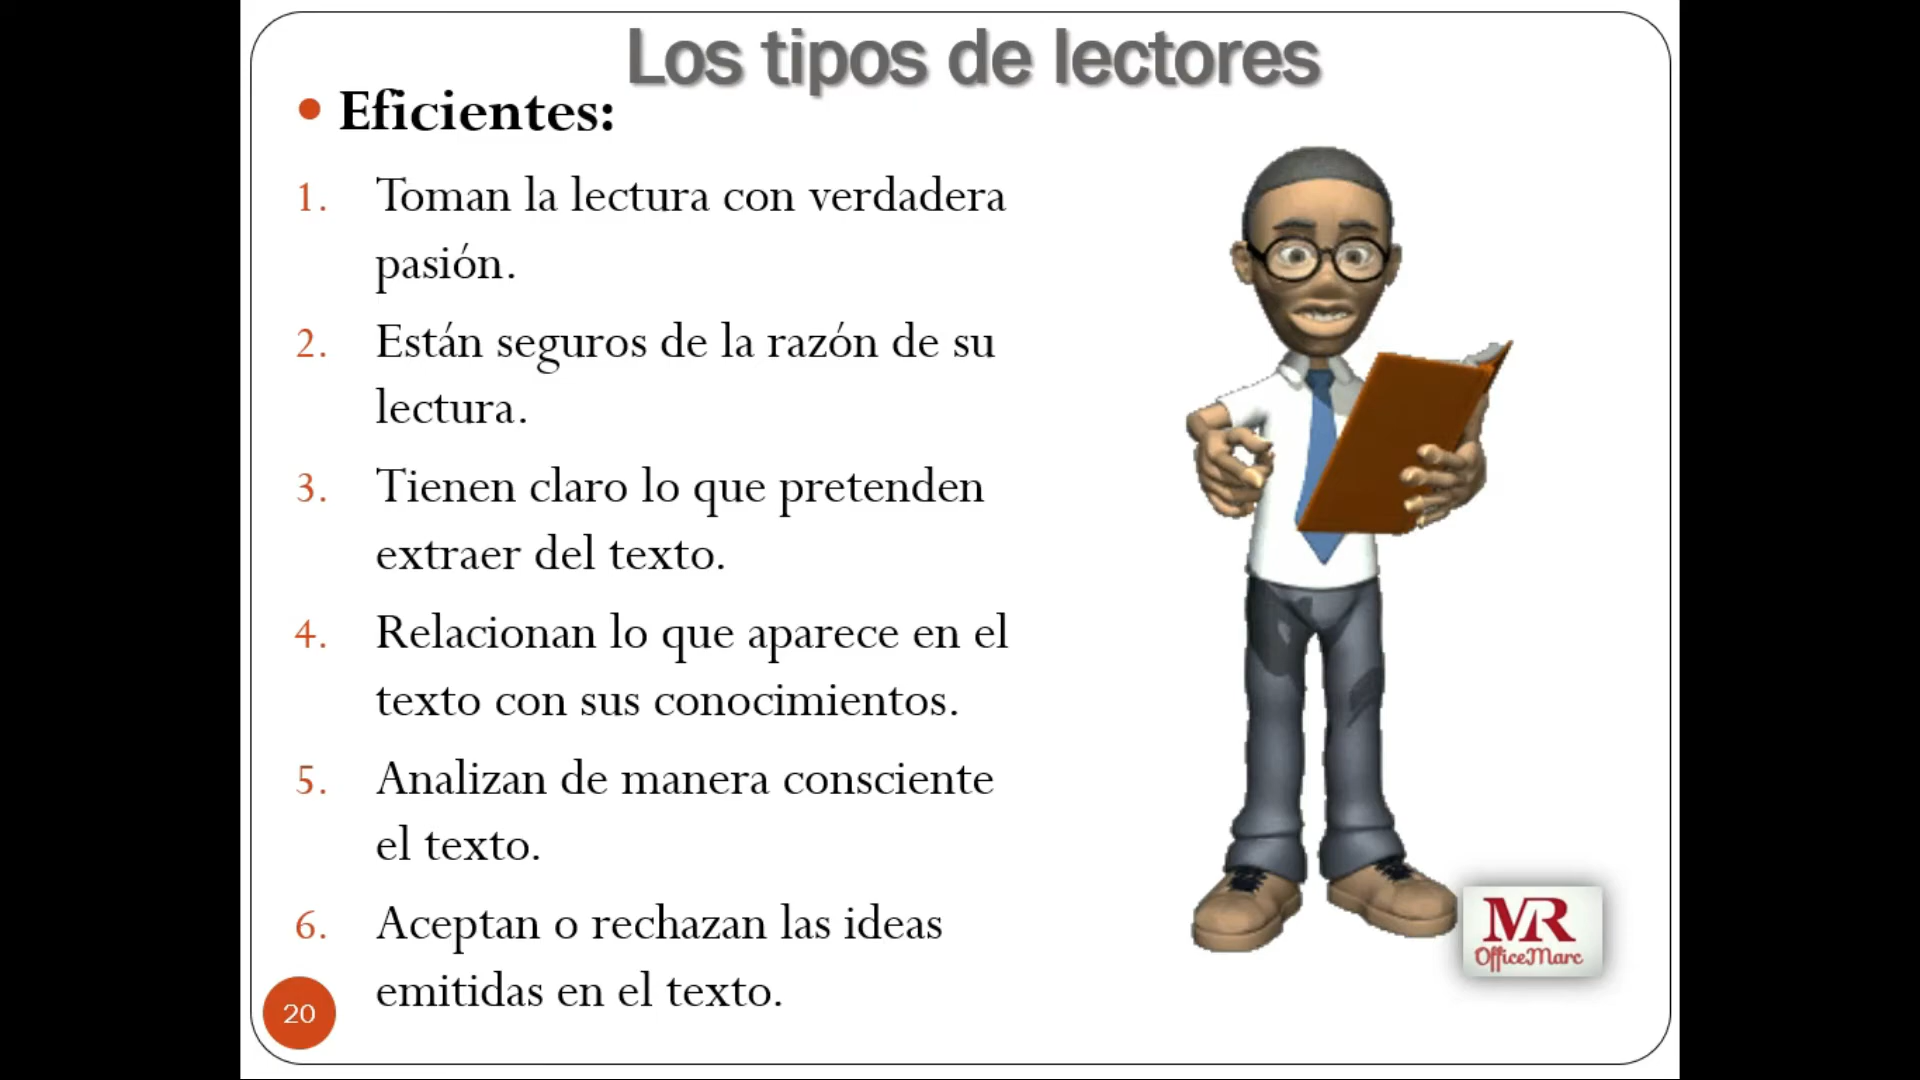 Los tipos de lectores
• Eficientes:
1. Toman la lectura con verdadera
pasión.
2. Están seguros de la razón de su
lectura.
3. Tienen claro lo que pretenden
extraer del texto.
4. Relacionan lo que aparece en el
texto con sus conocimientos.
5. Analizan de manera consciente
el texto.
6. Aceptan o rechazan las ideas
emitidas en el texto.
20
MR
OfficeMarc